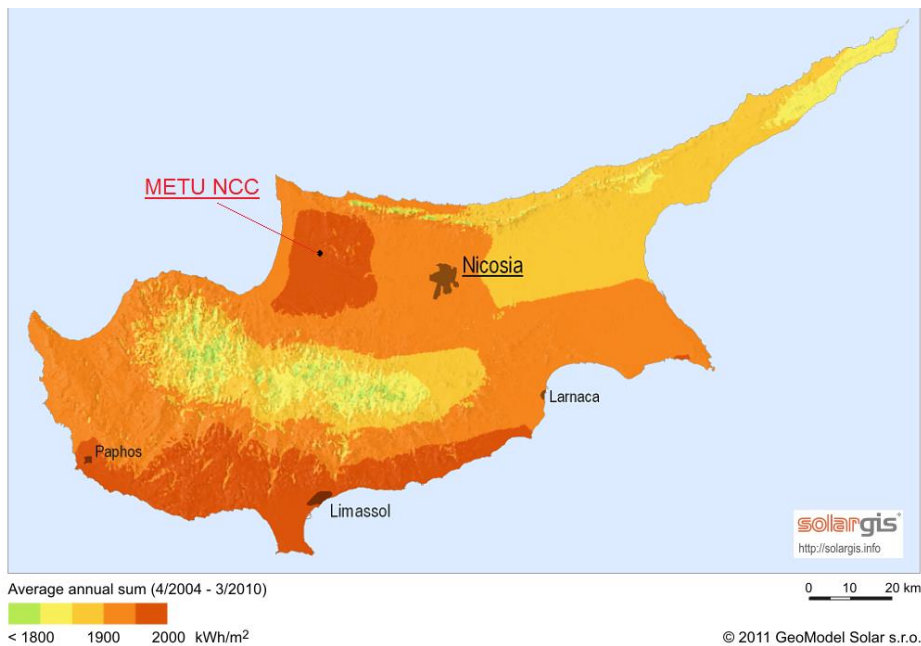 METU NCC
Nicosia
Larnaca
Paphos
Limassol
solargis
http://solargis.info
Average annual sum (4/2004 - 3/2010)
0 10 20 km
< 1800 1900 2000 kWh/m²
© 2011 GeoModel Solar s.r.o.